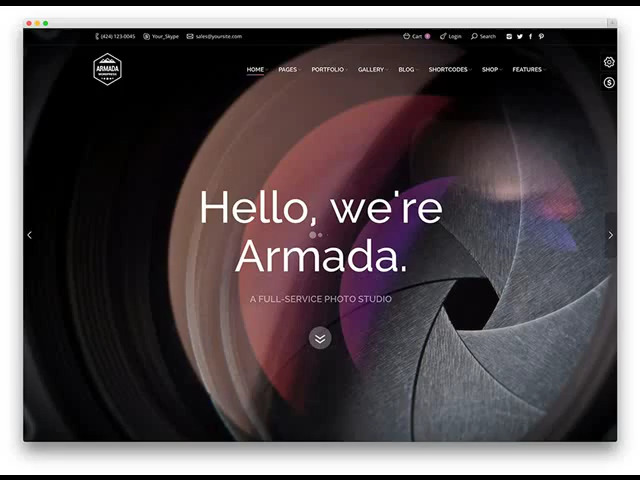 (424) 123-0045 Your_Skype sales@yoursite.com Cart Login Search
ARMADA
WORDPRESS
HOME PAGES PORTFOLIO GALLERY BLOG SHORTCODES SHOP FEATURES
Hello, we're
Armada.
A FULL-SERVICE PHOTO STUDIO